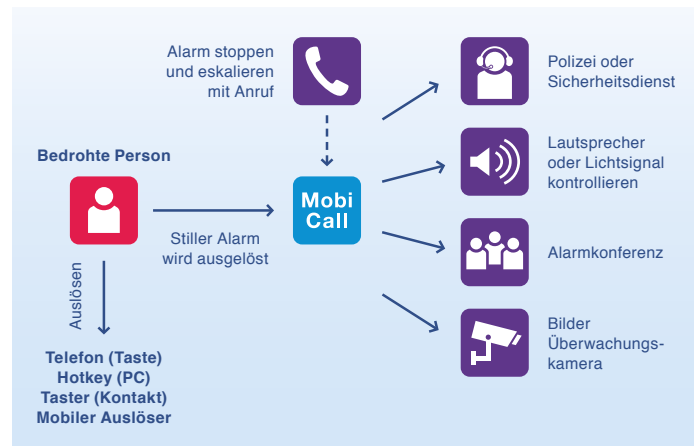 Alarm stoppen
und eskalieren
mit Anruf
Polizei oder
Sicherheitsdienst
Bedrohte Person
Lautsprecher
oder Lichtsignal
kontrollieren
Mobi
Call
Stiller Alarm
wird ausgelöst
Alarmkonferenz
Auslösen
Telefon (Taste)
Hotkey (PC)
Taster (Kontakt)
Mobiler Auslöser
Bilder
Überwachungs-
kamera